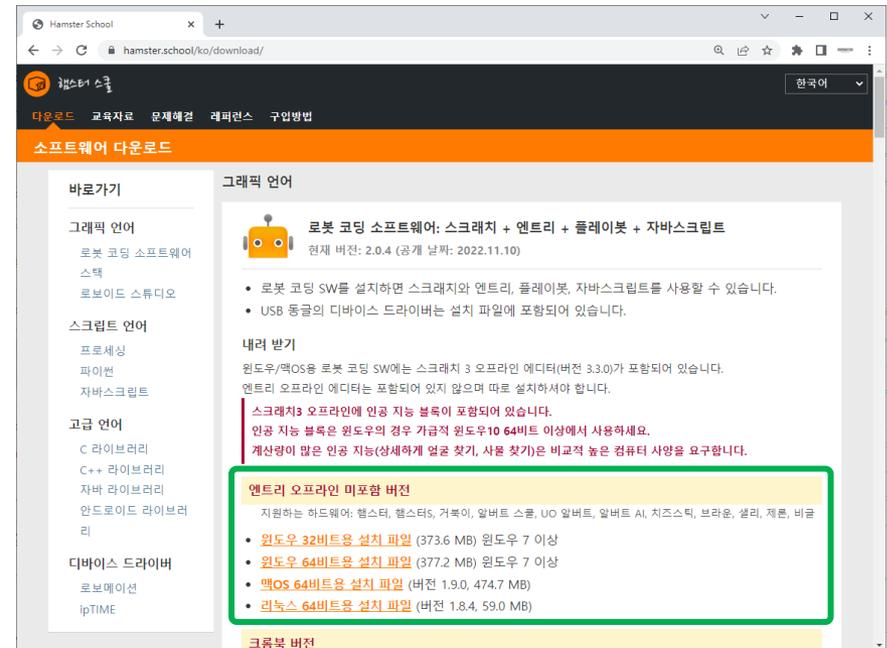 Hamster School
hamster.school/ko/download/
햄스터 스쿨
한국어
다운로드 교육자료 문제해결 레퍼런스 구입방법
소프트웨어 다운로드
바로가기
그래픽 언어
로봇 코딩 소프트웨어
스택
로보이드 스튜디오
스크립트 언어
프로세싱
파이썬
자바스크립트
고급 언어
C 라이브러리
C++ 라이브러리
자바 라이브러리
안드로이드 라이브러
리
디바이스 드라이버
로보메이션
ipTIME
그래픽 언어
로봇 코딩 소프트웨어: 스크래치 + 엔트리 + 플레이봇 + 자바스크립트
현재 버전: 2.0.4 (공개 날짜: 2022.11.10)
• 로봇 코딩 SW를 설치하면 스크래치와 엔트리, 플레이봇, 자바스크립트를 사용할 수 있습니다.
• USB 동글의 디바이스 드라이버는 설치 파일에 포함되어 있습니다.
내려 받기
윈도우/맥OS용 로봇 코딩 SW에는 스크래치 3 오프라인 에디터(버전 3.3.0)가 포함되어 있습니다.
엔트리 오프라인 에디터는 포함되어 있지 않으며 따로 설치하셔야 합니다.
스크래치3 오프라인에 인공 지능 블록이 포함되어 있습니다.
인공 지능 블록은 윈도우의 경우 가급적 윈도우10 64비트 이상에서 사용하세요.
계산량이 많은 인공 지능(상세하게 얼굴 찾기, 사물 찾기)은 비교적 높은 컴퓨터 사양을 요구합니다.
엔트리 오프라인 미포함 버전
지원하는 하드웨어: 햄스터, 햄스터S, 거북이, 알버트 스쿨, UO 알버트, 알버트 AI, 치즈스틱, 브라운, 샐리, 제론, 비글
• 윈도우 32비트용 설치 파일 (373.6 MB) 윈도우 7 이상
• 윈도우 64비트용 설치 파일 (377.2 MB) 윈도우 7 이상
• 맥OS 64비트용 설치 파일 (버전 1.9.0, 474.7 MB)
• 리눅스 64비트용 설치 파일 (버전 1.8.4, 59.0 MB)
크롬북 버전